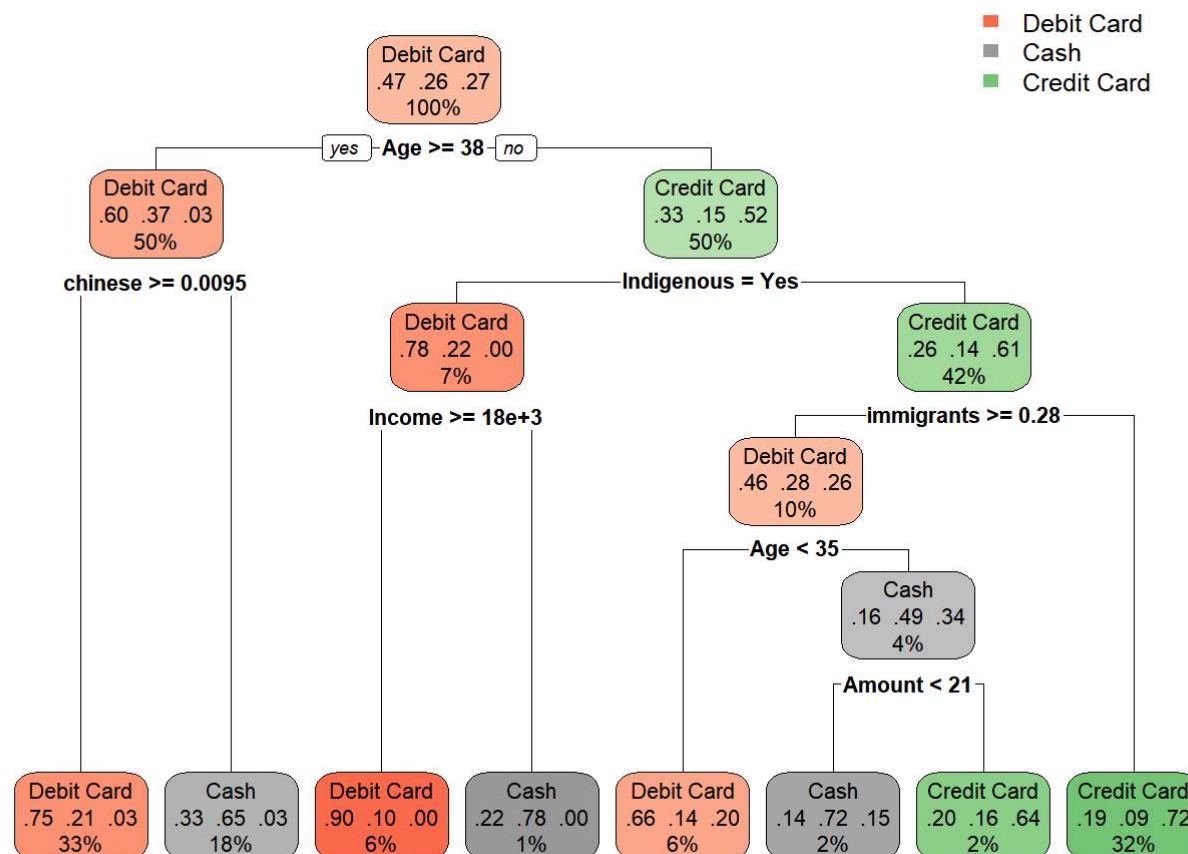 Debit Card
Cash
Credit Card
Debit Card
.47 .26 .27
100%
yes Age >= 38 no
Debit Card
.60 .37 .03
50%
Credit Card
.33 .15 .52
50%
chinese >= 0.0095
Indigenous = Yes
Debit Card
.78 .22 .00
7%
Credit Card
.26 .14 .61
42%
Income >= 18e+3
immigrants >= 0.28
Debit Card
.46 .28 .26
10%
Age < 35
Cash
.16 .49 .34
4%
Amount < 21
Debit Card
.75 .21 .03
33%
Cash
.33 .65 .03
18%
Debit Card
.90 .10 .00
6%
Cash
.22 .78 .00
1%
Debit Card
.66 .14 .20
6%
Cash
.14 .72 .15
2%
Credit Card
.20 .16 .64
2%
Credit Card
.19 .09 .72
32%